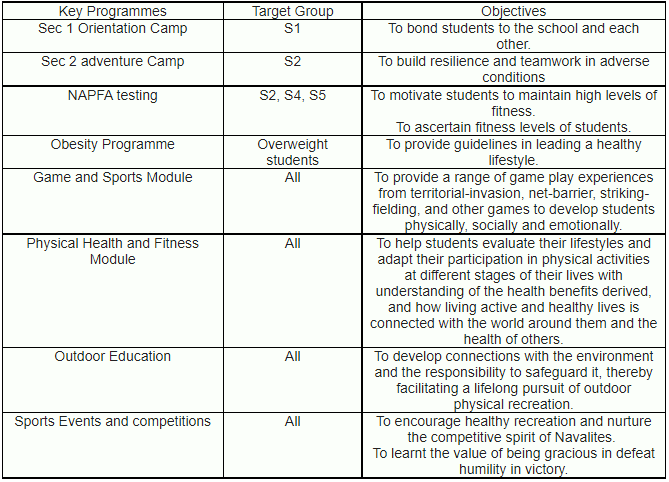 Key Programmes Target Group Objectives
Sec 1 Orientation Camp S1 To bond students to the school and each
other.
Sec 2 adventure Camp S2 To build resilience and teamwork in adverse
conditions
NAPFA testing S2, S4, S5 To motivate students to maintain high levels of
fitness.
To ascertain fitness levels of students.
Obesity Programme Overweight To provide guidelines in leading a healthy
students lifestyle.
Game and Sports Module All To provide a range of game play experiences
from territorial-invasion, net-barrier, striking-
fielding, and other games to develop students
physically, socially and emotionally.
Physical Health and Fitness All To help students evaluate their lifestyles and
Module adapt their participation in physical activities
at different stages of their lives with
understanding of the health benefits derived,
and how living active and healthy lives is
connected with the world around them and the
health of others.
Outdoor Education All To develop connections with the environment
and the responsibility to safeguard it, thereby
facilitating a lifelong pursuit of outdoor
physical recreation.
Sports Events and competitions All To encourage healthy recreation and nurture
the competitive spirit of Navalites.
To learnt the value of being gracious in defeat
humility in victory.